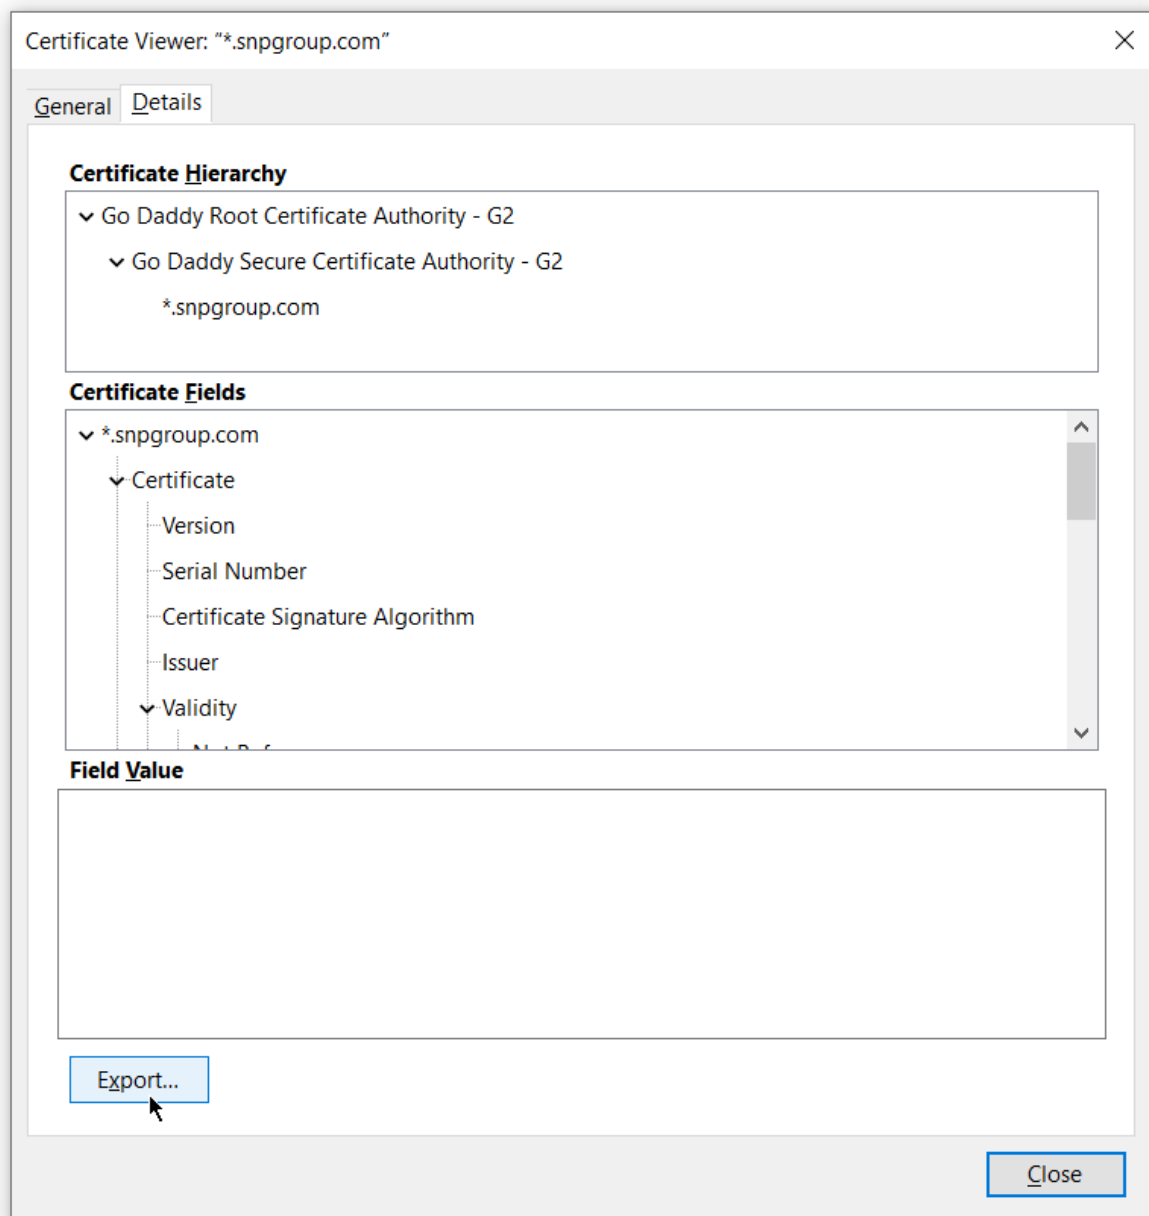 Certificate Viewer: “*.snpgroup.com”
General Details
Certificate Hierarchy
Go Daddy Root Certificate Authority - G2
Go Daddy Secure Certificate Authority - G2
*.snpgroup.com
Certificate Fields
*.snpgroup.com
Certificate
Version
Serial Number
Certificate Signature Algorithm
Issuer
Validity
Field Value
Export...
Close